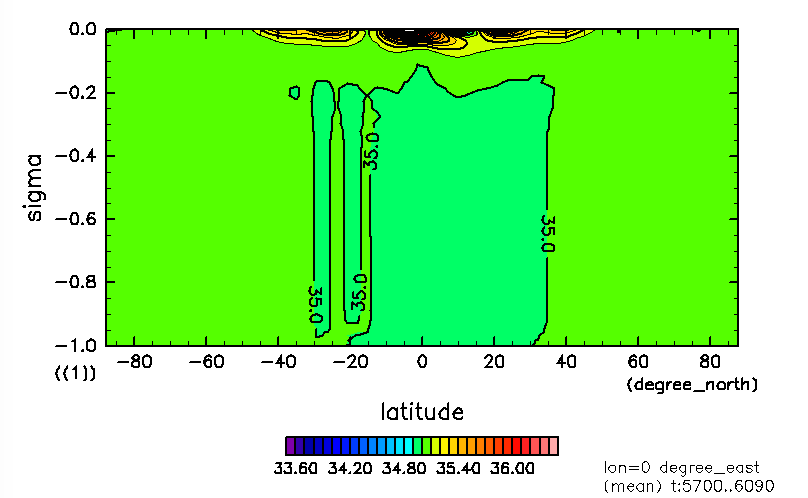 0.0
35.0
−0.2
−0.4
−0.6
−0.8
−1.0
sigma
((1))
35.0
35.0
35.0
−80 −60 −40 −20 0 20 40 60 80
(degree_north)
latitude
33.60 34.20 34.80 35.40 36.00
lon=0 degree_east
(mean) t:5700..6090